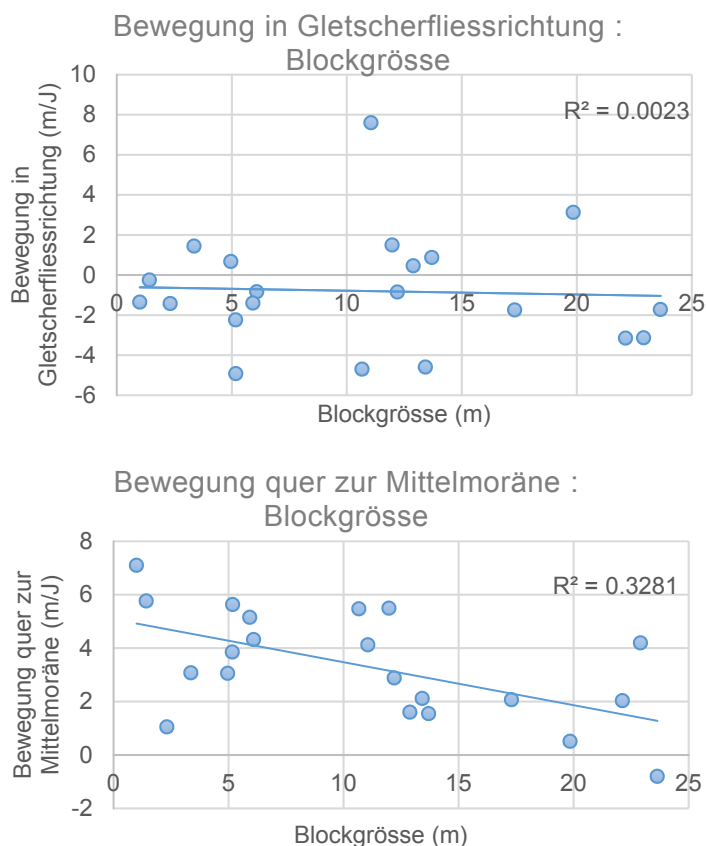 Bewegung in Gletscherfliessrichtung :
Blockgrösse
Bewegung in
Gletscherfliessrichtung (m/J)
10
8
6
4
2
0
-2
-4
-6
R² = 0.0023
0 5 10 15 20 25
Blockgrösse (m)
Bewegung quer zur Mittelmoräne :
Blockgrösse
Bewegung quer zur
Mittelmoräne (m/J)
8
6
4
2
0
-2
R² = 0.3281
0 5 10 15 20 25
Blockgrösse (m)